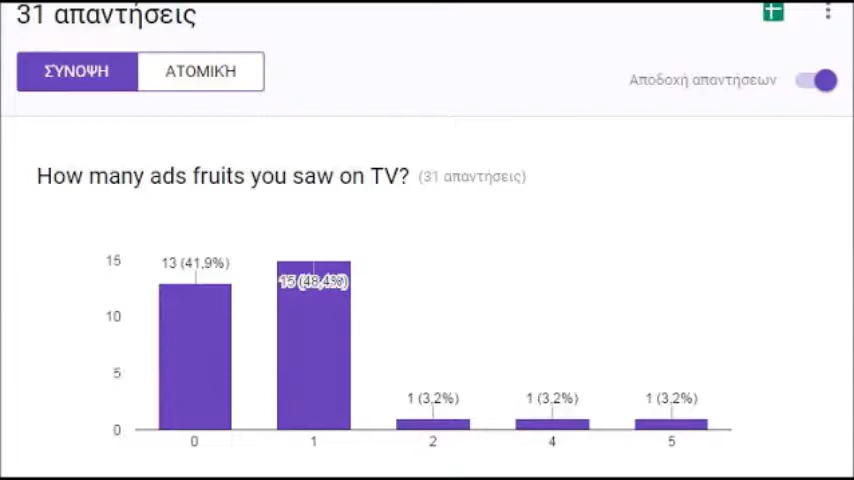 31 απαντήσεις
ΣΎΝΟΨΗ
ΑΤΟΜΙΚΉ
Αποδοχή απαντήσεων
How many ads fruits you saw on TV? (31 απαντήσεις)
15
13 (41,9%)
15 (48,4%)
10
5
1 (3,2%)
1 (3,2%)
1 (3,2%)
0
0
1
2
4
5